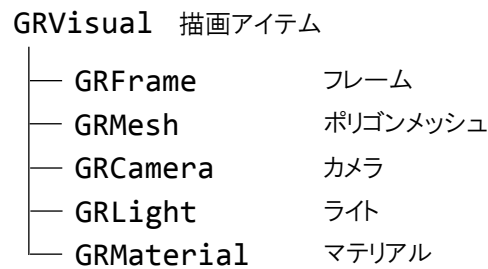 GRVisual 描画アイテム
GRFrame フレーム
GRMesh ポリゴンメッシュ
GRCamera カメラ
GRLight ライト
GRMaterial マテリアル